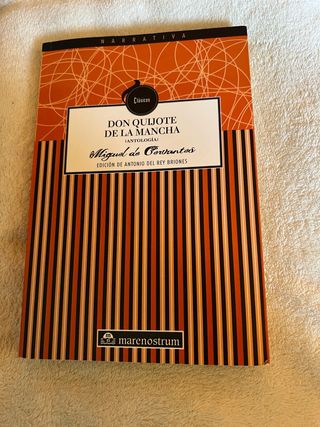 NARRATIVA
Clásicos
DON QUIJOTE
DE LA MANCHA
(ANTOLOGÍA)
Miguel de Cervantes
EDICIÓN DE ANTONIO DEL REY BRIONES
marenostrum